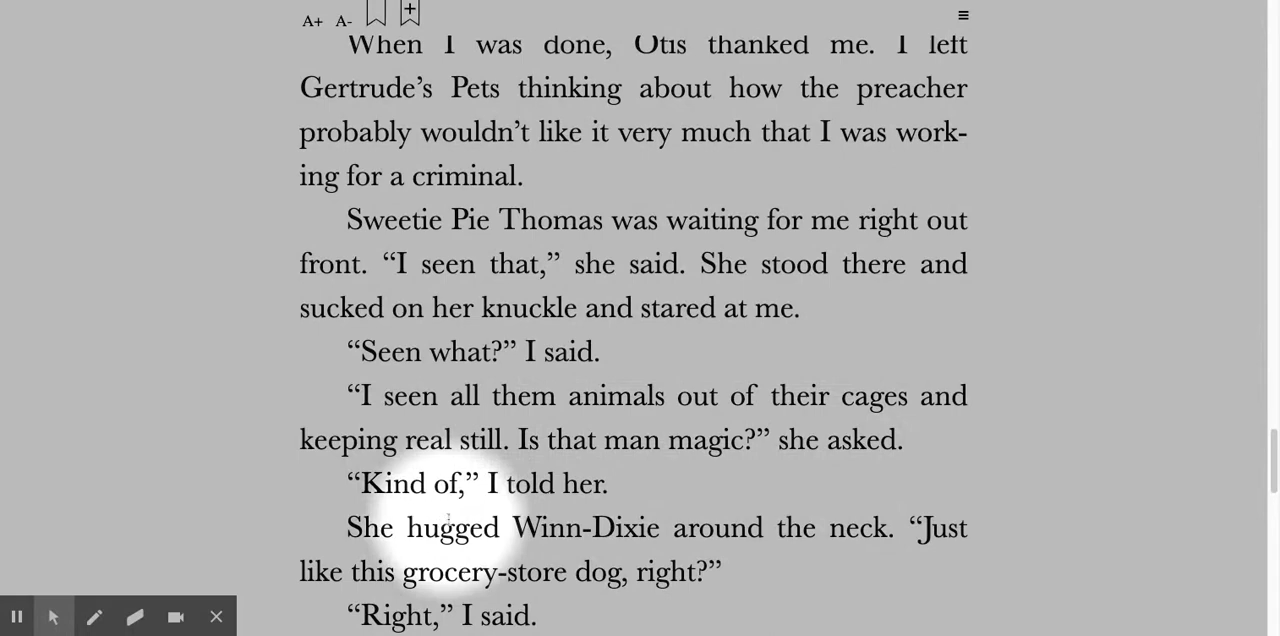 A+ A-
When I was done, Otis thanked me. I left
Gertrude’s Pets thinking about how the preacher
probably wouldn’t like it very much that I was work-
ing for a criminal.
Sweetie Pie Thomas was waiting for me right out
front. “I seen that,” she said. She stood there and
sucked on her knuckle and stared at me.
“Seen what?” I said.
“I seen all them animals out of their cages and
keeping real still. Is that man magic?” she asked.
“Kind of,” I told her.
She hugged Winn-Dixie around the neck. “Just
like this grocery-store dog, right?”
“Right,” I said.